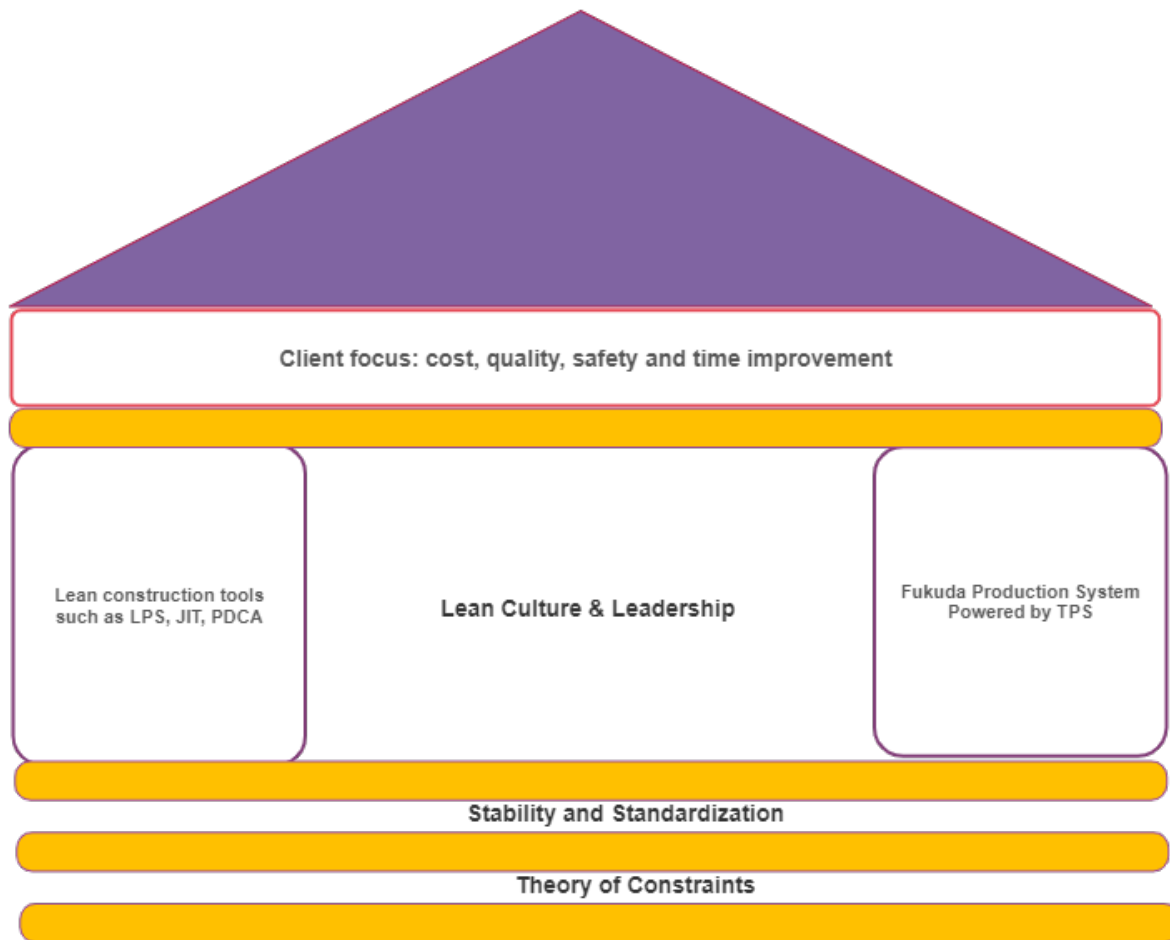 Client focus: cost, quality, safety and time improvement
Lean construction tools
such as LPS, JIT, PDCA
Lean Culture & Leadership
Fukuda Production System
Powered by TPS
Stability and Standardization
Theory of Constraints